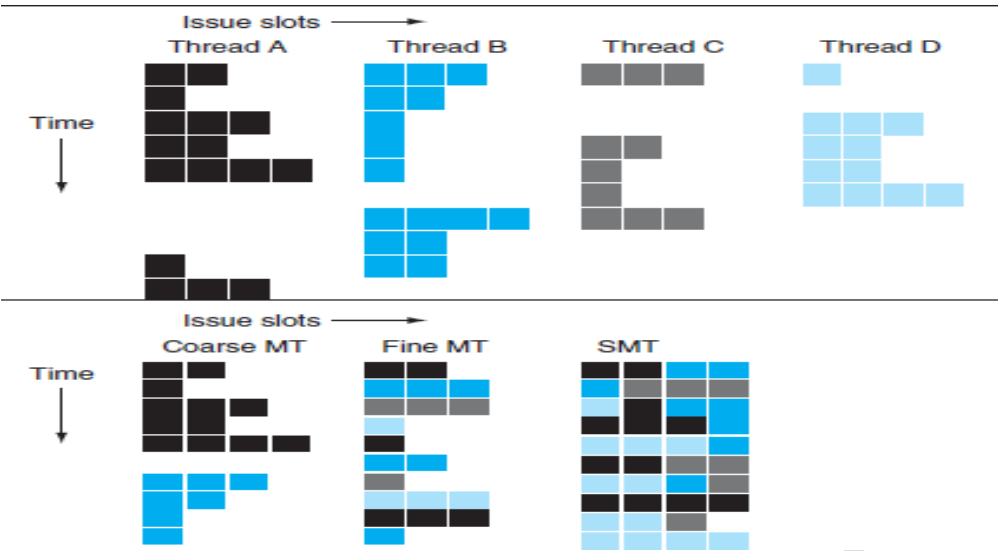 Issue slots
Thread A Thread B Thread C Thread D
Time
Issue slots
Coarse MT Fine MT SMT
Time